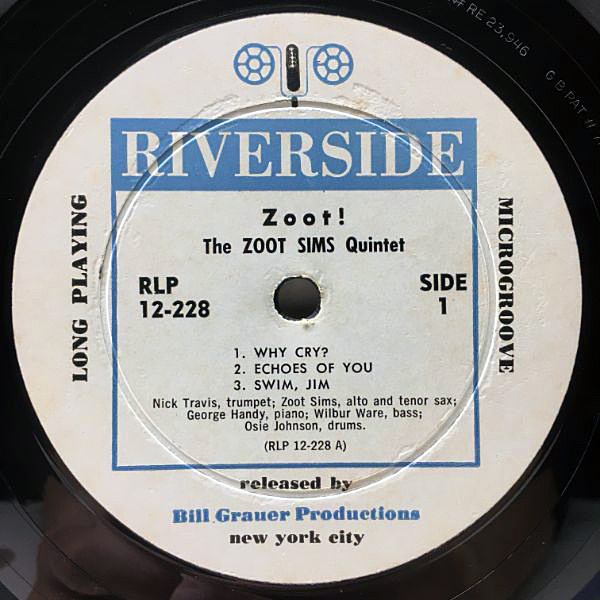 RE 23,946
G B PAT
RIVERSIDE
LONG PLAYING
MICROGROOVE
Zoot!
The ZOOT SIMS Quintet
RLP
12-228
SIDE
1
1. WHY CRY?
2. ECHOES OF YOU
3. SWIM, JIM
Nick Travis, trumpet; Zoot Sims, alto and tenor sax;
George Handy, piano; Wilbur Ware, bass;
Osie Johnson, drums.
(RLP 12-228 A)
released by
Bill Grauer Productions
new york city